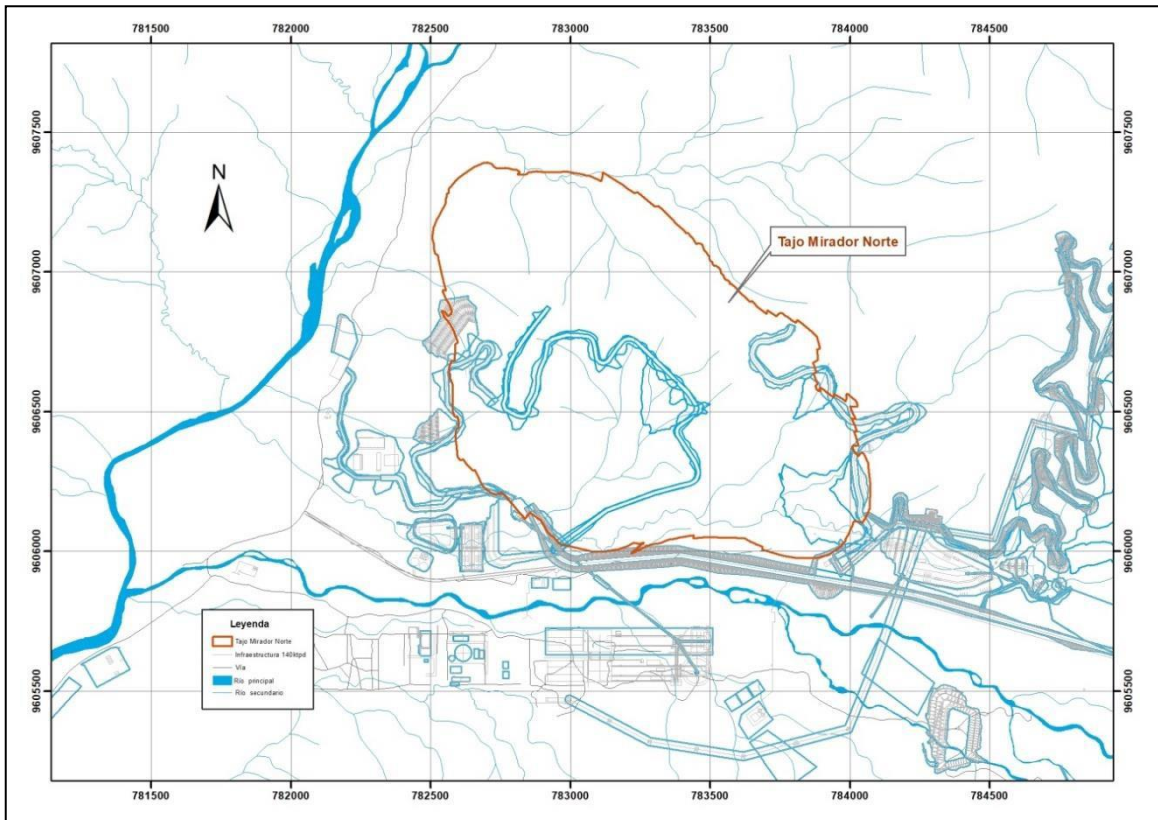 781500 782000 782500 783000 783500 784000 784500
9607500 9607500
N
Tajo Mirador Norte
9607000 9607000
9606500 9606500
9606000 9606000
Leyenda
Tajo Mirador Norte
Infraestructura 140ktpd
Vía
Río principal
Río secundario
9605500 9605500
781500 782000 782500 783000 783500 784000 784500